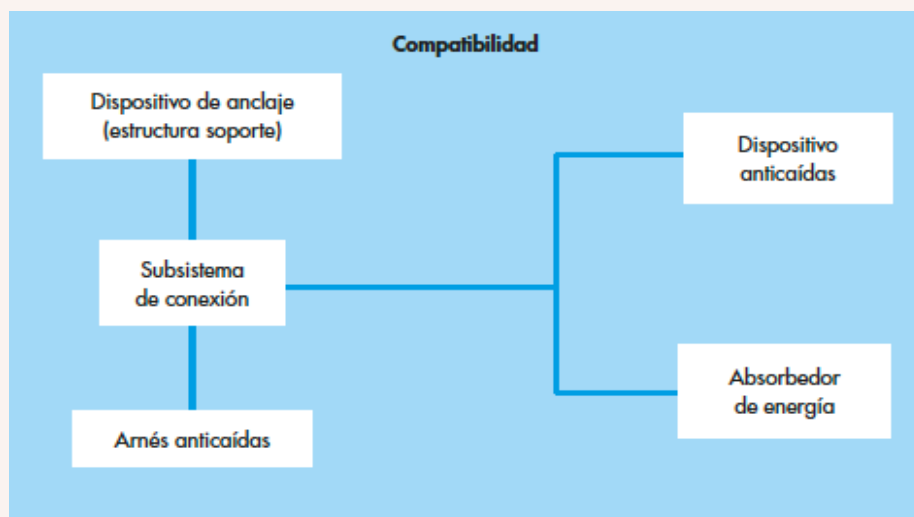 Compatibilidad
Dispositivo de anclaje
(estructura soporte)
Dispositivo
anticaídas
Subsistema
de conexión
Absorbedor
de energía
Arnés anticaídas